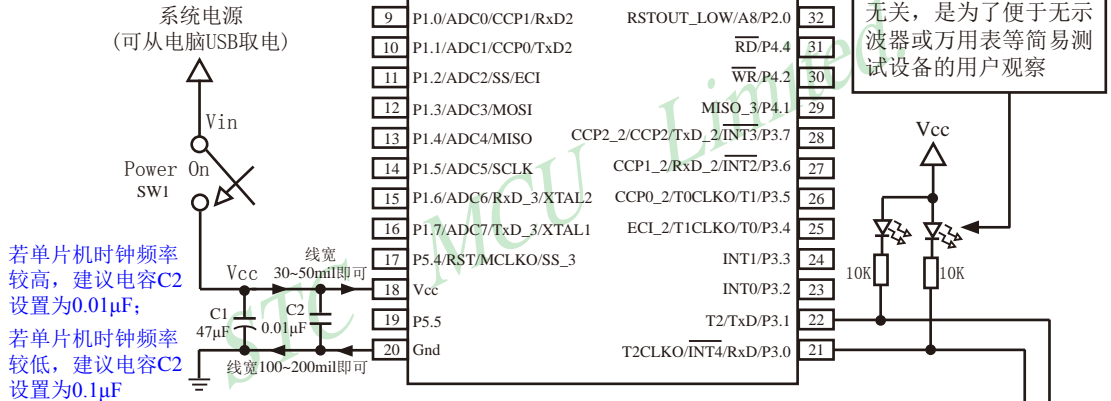 系统电源
(可从电脑USB取电)
Vin
Power On
SW1
若单片机时钟频率
较高，建议电容C2
设置为0.01μF；
若单片机时钟频率
较低，建议电容C2
设置为0.1μF
Vcc
线宽
30~50mil即可
C1
47μF
C2
0.01μF
线宽100~200mil即可
9 P1.0/ADC0/CCP1/RxD2
10 P1.1/ADC1/CCP0/TxD2
11 P1.2/ADC2/SS/ECI
12 P1.3/ADC3/MOSI
13 P1.4/ADC4/MISO
14 P1.5/ADC5/SCLK
15 P1.6/ADC6/RxD_3/XTAL2
16 P1.7/ADC7/TxD_3/XTAL1
17 P5.4/RST/MCLKO/SS_3
18 Vcc
19 P5.5
20 Gnd
RSTOUT_LOW/A8/P2.0 32
RD/P4.4 31
WR/P4.2 30
MISO_3/P4.1 29
CCP2_2/CCP2/TxD_2/INT3/P3.7 28
CCP1_2/RxD_2/INT2/P3.6 27
CCP0_2/T0CLKO/T1/P3.5 26
ECI_2/T1CLKO/T0/P3.4 25
INT1/P3.3 24
INT0/P3.2 23
T2/TxD/P3.1 22
T2CLKO/INT4/RxD/P3.0 21
无关，是为了便于无示
波器或万用表等简易测
试设备的用户观察
Vcc
10K
10K
STC MCU Limited.